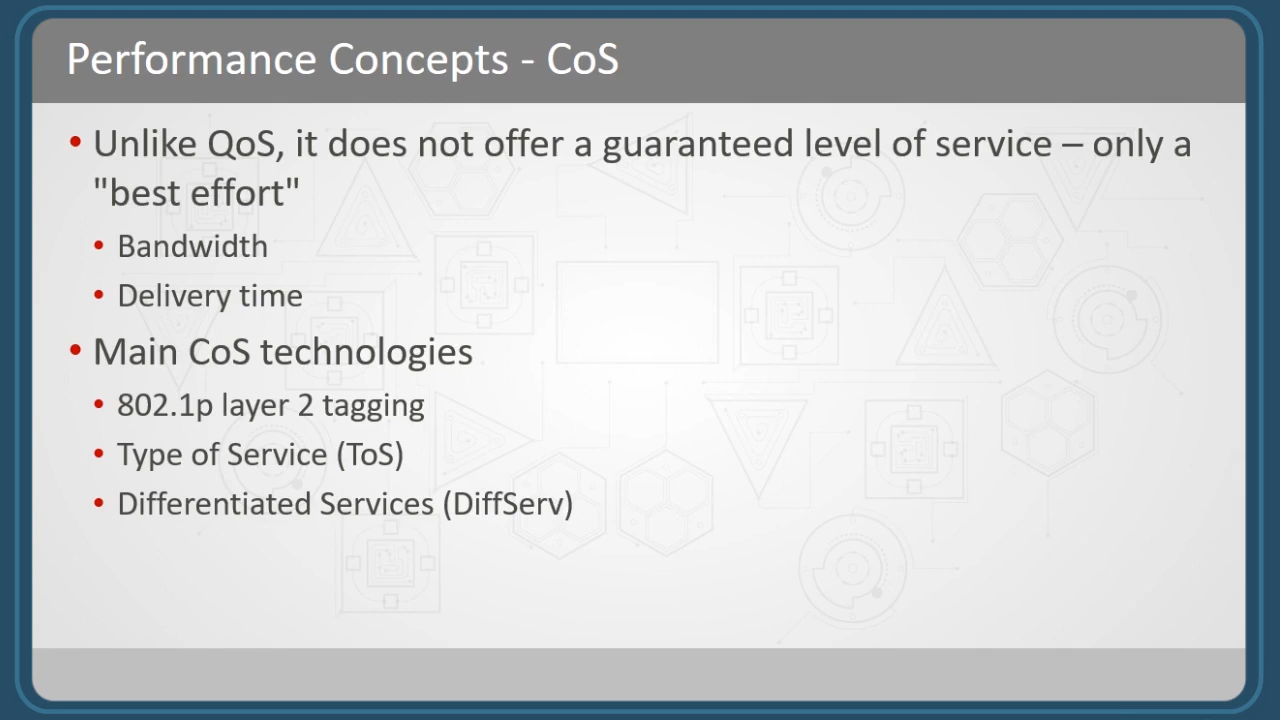 Performance Concepts - CoS
• Unlike QoS, it does not offer a guaranteed level of service – only a
"best effort"
• Bandwidth
• Delivery time
• Main CoS technologies
• 802.1p layer 2 tagging
• Type of Service (ToS)
• Differentiated Services (DiffServ)